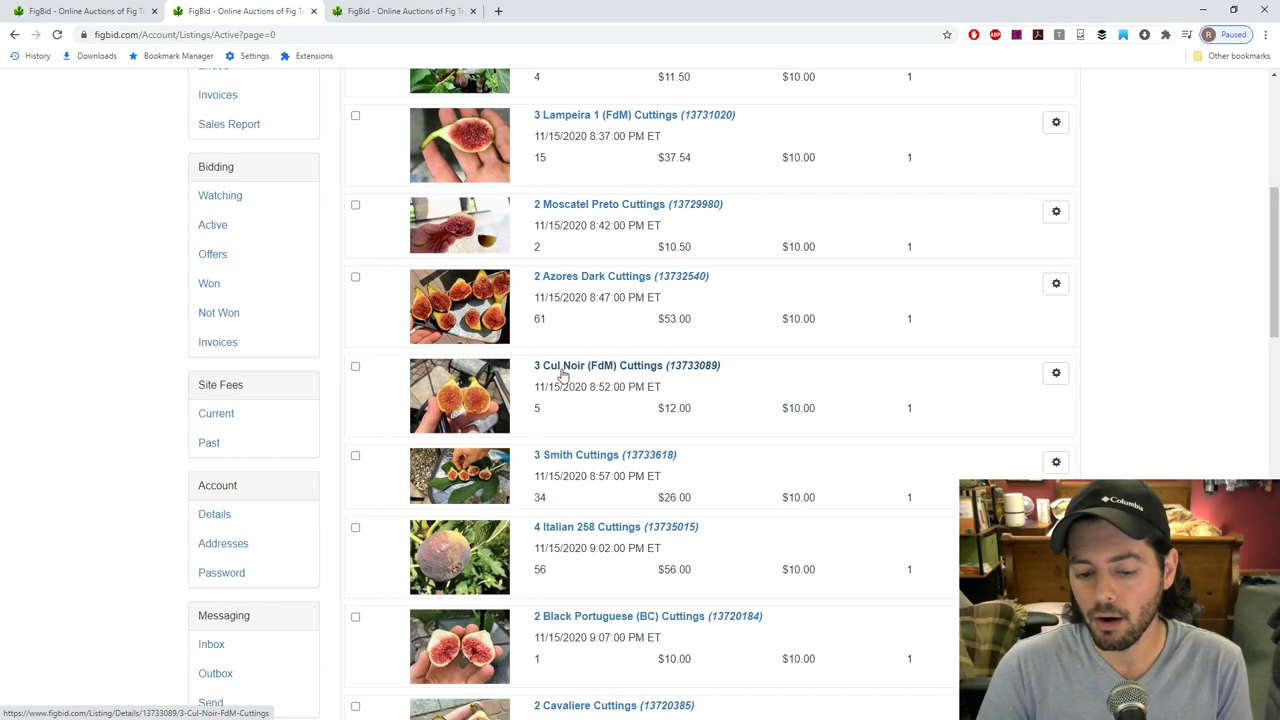 FigBid - Online Auctions of Fig T
FigBid - Online Auctions of Fig T
FigBid - Online Auctions of Fig T
figbid.com/Account/Listings/Active?page=0
R Paused
History Downloads Bookmark Manager Settings Extensions Other bookmarks
4 $11.50 $10.00 1
Invoices
Sales Report
3 Lampeira 1 (FdM) Cuttings (13731020)
11/15/2020 8:37:00 PM ET
15 $37.54 $10.00 1
Bidding
Watching
Active
Offers
Won
Not Won
Invoices
2 Moscatel Preto Cuttings (13729980)
11/15/2020 8:42:00 PM ET
2 $10.50 $10.00 1
2 Azores Dark Cuttings (13732540)
11/15/2020 8:47:00 PM ET
61 $53.00 $10.00 1
3 Cul Noir (FdM) Cuttings (13733089)
11/15/2020 8:52:00 PM ET
5 $12.00 $10.00 1
Site Fees
Current
Past
3 Smith Cuttings (13733618)
11/15/2020 8:57:00 PM ET
34 $26.00 $10.00 1
Account
Details
Addresses
Password
4 Italian 258 Cuttings (13735015)
11/15/2020 9:02:00 PM ET
56 $56.00 $10.00 1
Columbia
Messaging
Inbox
Outbox
Send
2 Black Portuguese (BC) Cuttings (13720184)
11/15/2020 9:07:00 PM ET
1 $10.00 $10.00 1
2 Cavaliere Cuttings (13720385)
https://www.figbid.com/Listing/Details/13733089/3-Cul-Noir-FdM-Cuttings